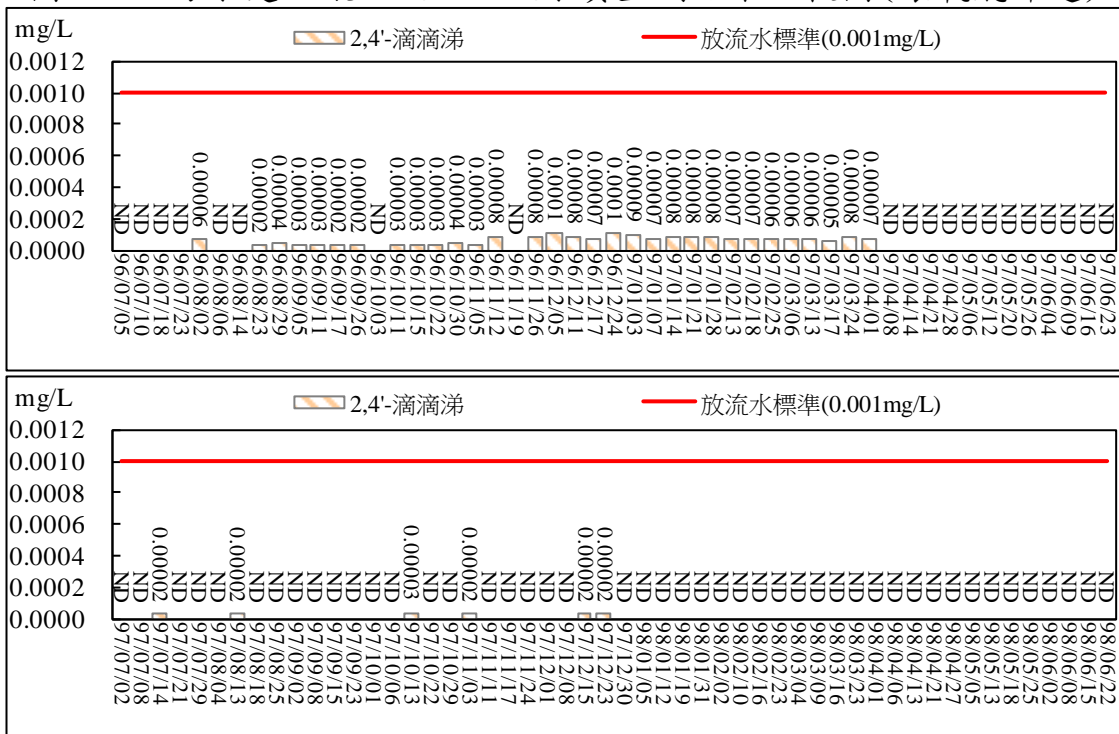 mg/L
2,4'-滴滴涕 放流水標準(0.001mg/L)
0.0012
0.0010
0.0008
0.0006
0.0004
0.0002
0.0000
ND ND ND ND 0.00006 ND ND 0.00002 0.00004 0.00003 0.00003 0.00002 0.00002 ND 0.00003 0.00003 0.00003 0.00004 0.00003 0.00008 ND 0.00008 0.0001 0.00008 0.00007 0.0001 0.00009 0.00007 0.00008 0.00008 0.00008 0.00007 0.00007 0.00006 0.00006 0.00006 0.00005 0.00008 0.00007 ND ND ND ND ND ND ND ND ND ND ND ND
96/07/05 96/07/10 96/07/18 96/07/23 96/08/02 96/08/06 96/08/14 96/08/23 96/08/29 96/09/05 96/09/11 96/09/17 96/09/26 96/10/03 96/10/11 96/10/15 96/10/22 96/10/30 96/11/05 96/11/12 96/11/19 96/11/26 96/12/05 96/12/11 96/12/17 96/12/24 97/01/03 97/01/07 97/01/14 97/01/21 97/01/28 97/02/13 97/02/18 97/02/25 97/03/06 97/03/13 97/03/17 97/03/24 97/04/01 97/04/08 97/04/14 97/04/21 97/04/28 97/05/06 97/05/12 97/05/20 97/05/26 97/06/04 97/06/09 97/06/16 97/06/23
mg/L
2,4'-滴滴涕 放流水標準(0.001mg/L)
0.0012
0.0010
0.0008
0.0006
0.0004
0.0002
0.0000
ND ND 0.00002 ND ND ND 0.00002 ND ND ND ND ND ND ND ND 0.00003 ND ND 0.00002 ND ND ND ND ND 0.00002 0.00002 ND ND ND ND ND ND ND ND ND ND ND ND ND ND ND ND ND ND ND ND ND ND ND ND ND ND
97/07/02 97/07/08 97/07/14 97/07/21 97/07/29 97/08/04 97/08/13 97/08/18 97/08/25 97/09/02 97/09/08 97/09/15 97/09/23 97/10/01 97/10/06 97/10/13 97/10/22 97/10/29 97/11/03 97/11/11 97/11/17 97/11/24 97/12/01 97/12/08 97/12/15 97/12/23 97/12/30 98/01/05 98/01/12 98/01/19 98/01/31 98/02/02 98/02/10 98/02/16 98/02/23 98/03/04 98/03/09 98/03/16 98/03/23 98/04/01 98/04/06 98/04/14 98/04/21 98/04/27 98/05/05 98/05/13 98/05/18 98/06/02 98/06/08 98/06/15 98/06/22